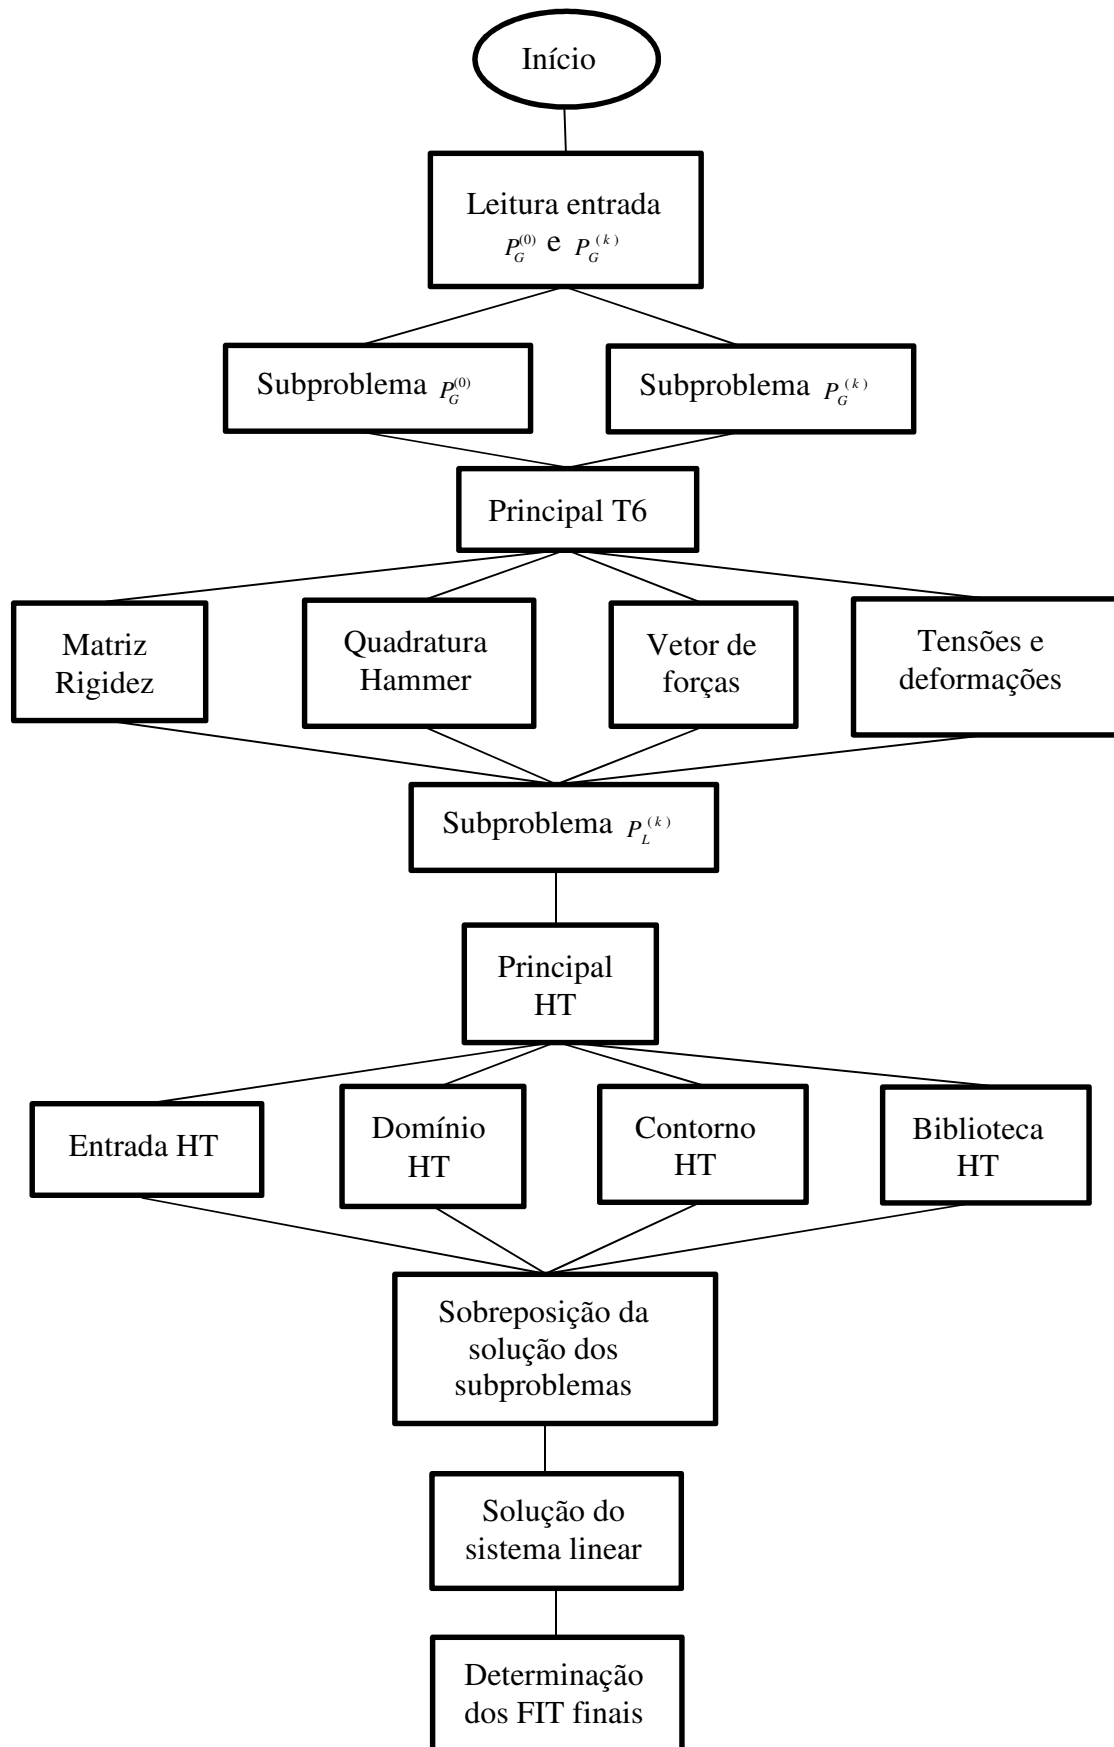 Início
Leitura entrada
P_G^(0) e P_G^(k)
Subproblema P_G^(0)
Subproblema P_G^(k)
Principal T6
Matriz
Rigidez
Quadratura
Hammer
Vetor de
forças
Tensões e
deformações
Subproblema P_L^(k)
Principal
HT
Entrada HT
Domínio
HT
Contorno
HT
Biblioteca
HT
Sobreposição da
solução dos
subproblemas
Solução do
sistema linear
Determinação
dos FIT finais